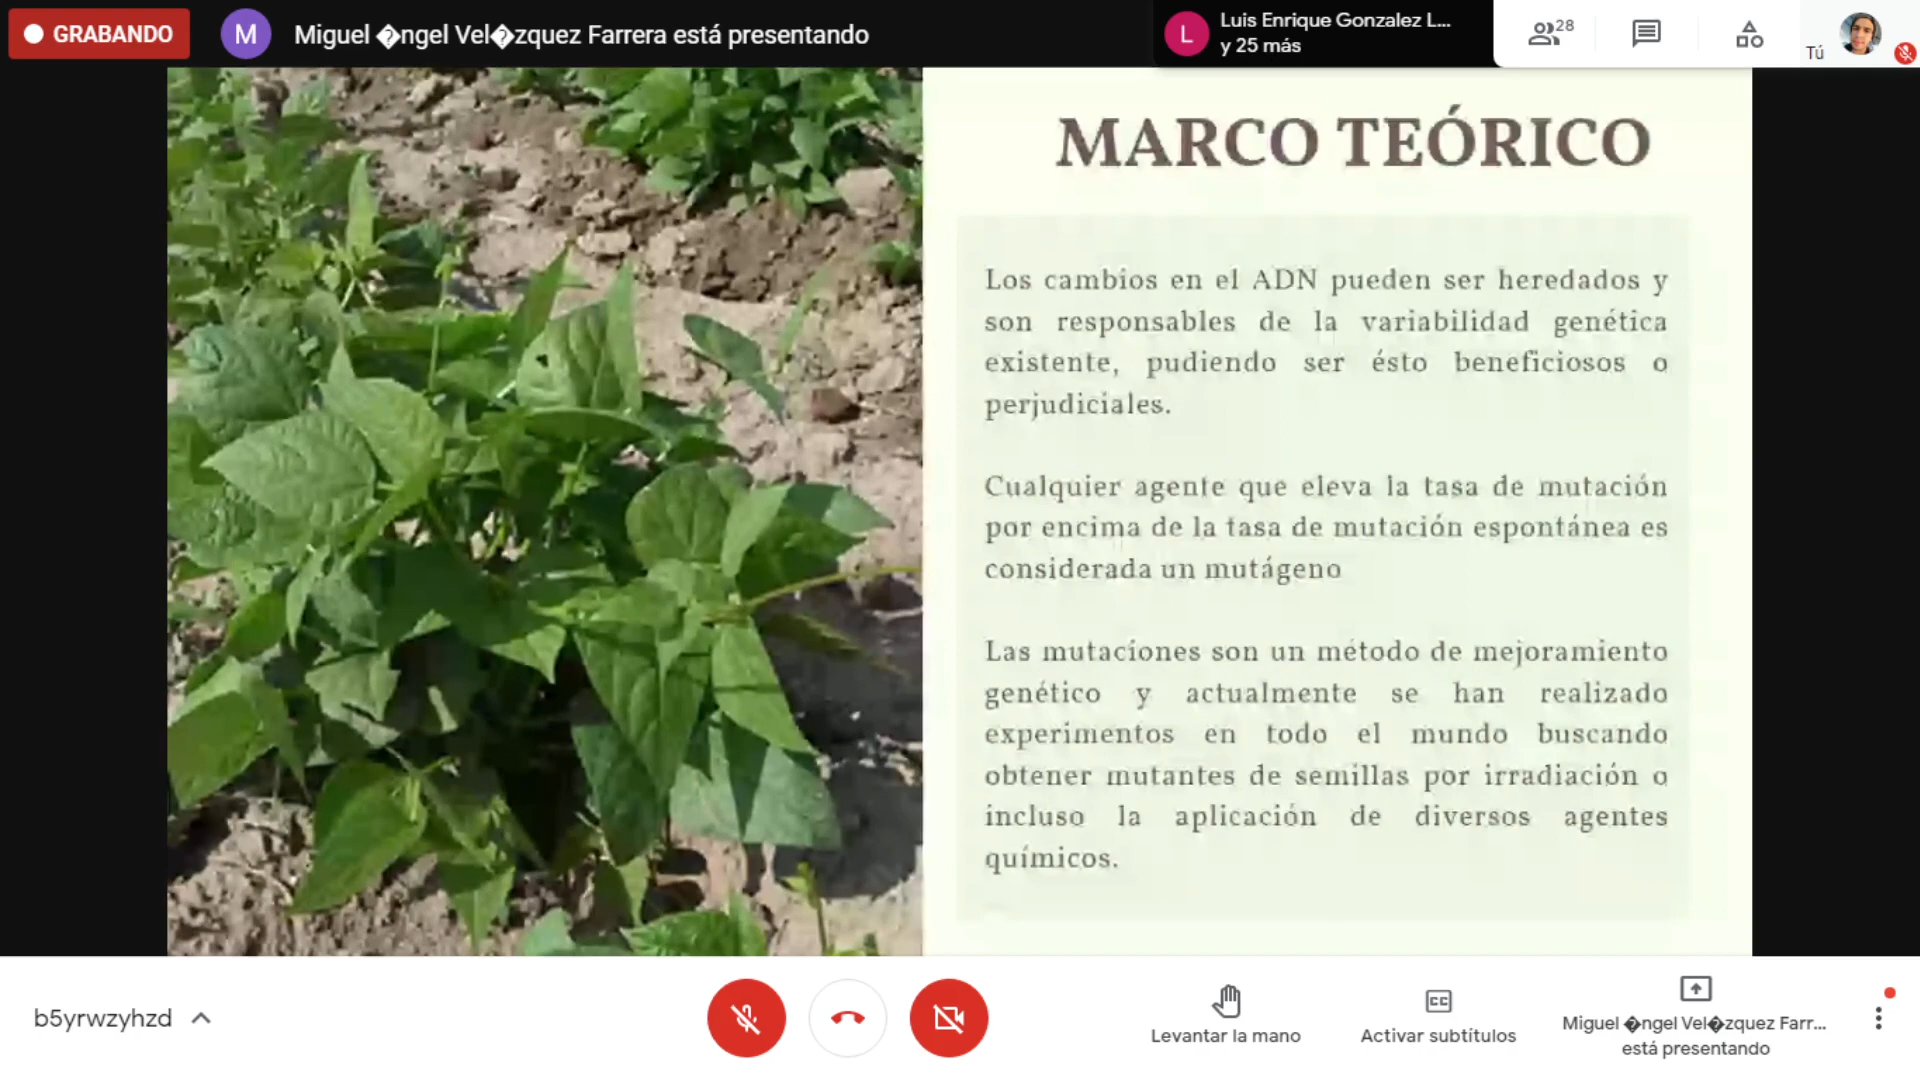 GRABANDO
M
Miguel �ngel Vel�zquez Farrera está presentando
L
Luis Enrique Gonzalez L...
y 25 más
28
Tú
MARCO TEÓRICO
Los cambios en el ADN pueden ser heredados y
son responsables de la variabilidad genética
existente, pudiendo ser ésto beneficiosos o
perjudiciales.
Cualquier agente que eleva la tasa de mutación
por encima de la tasa de mutación espontánea es
considerada un mutágeno
Las mutaciones son un método de mejoramiento
genético y actualmente se han realizado
experimentos en todo el mundo buscando
obtener mutantes de semillas por irradiación o
incluso la aplicación de diversos agentes
químicos.
b5yrwzyhzd
Levantar la mano
CC
Activar subtítulos
Miguel �ngel Vel�zquez Farr...
está presentando